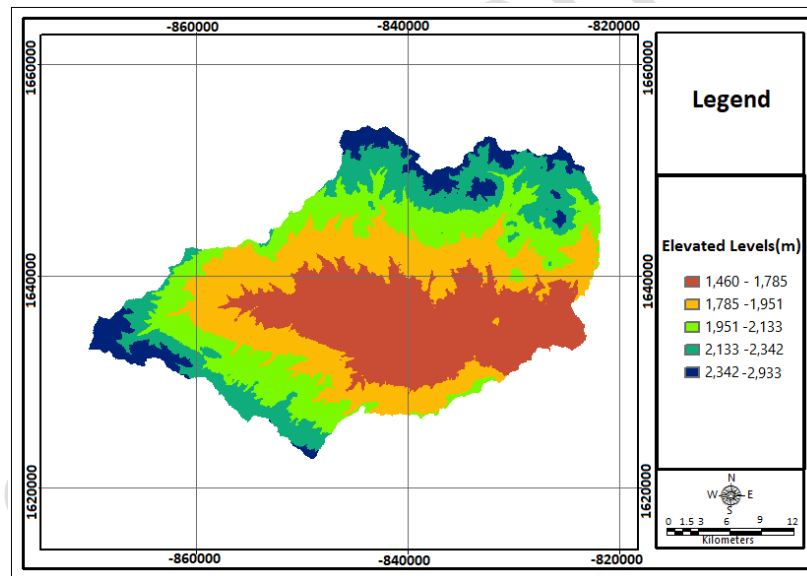 -860000 -840000 -820000
1660000 1660000
Legend
Elevated Levels(m)
1,460 - 1,785
1,785 -1,951
1,951 -2,133
2,133 -2,342
2,342 -2,933
1640000 1640000
1620000 1620000
N
W E
S
0 1.5 3 6 9 12
Kilometers
-860000 -840000 -820000